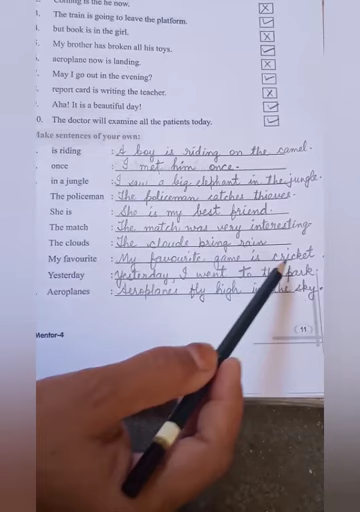 is the now.
The train is going to leave the platform.
but book is in the girl.
My brother has broken all his toys.
aeroplane now is landing.
May I go out in the evening?
report card is writing the teacher.
Aha! It is a beautiful day!
0. The doctor will examine all the patients today.
Make sentences of your own:
is riding : A boy is riding on the camel.
once : I met him once.
in a jungle : I saw a big elephant in the jungle.
The policeman : The policeman catches thieves.
She is : She is my best friend.
The match : The match was very interesting.
The clouds : The clouds bring rain
My favourite : My favourite game is cricket.
Yesterday : Yesterday, I went to the park.
Aeroplanes : Aeroplanes fly high in the sky.
Mentor-4
(11)